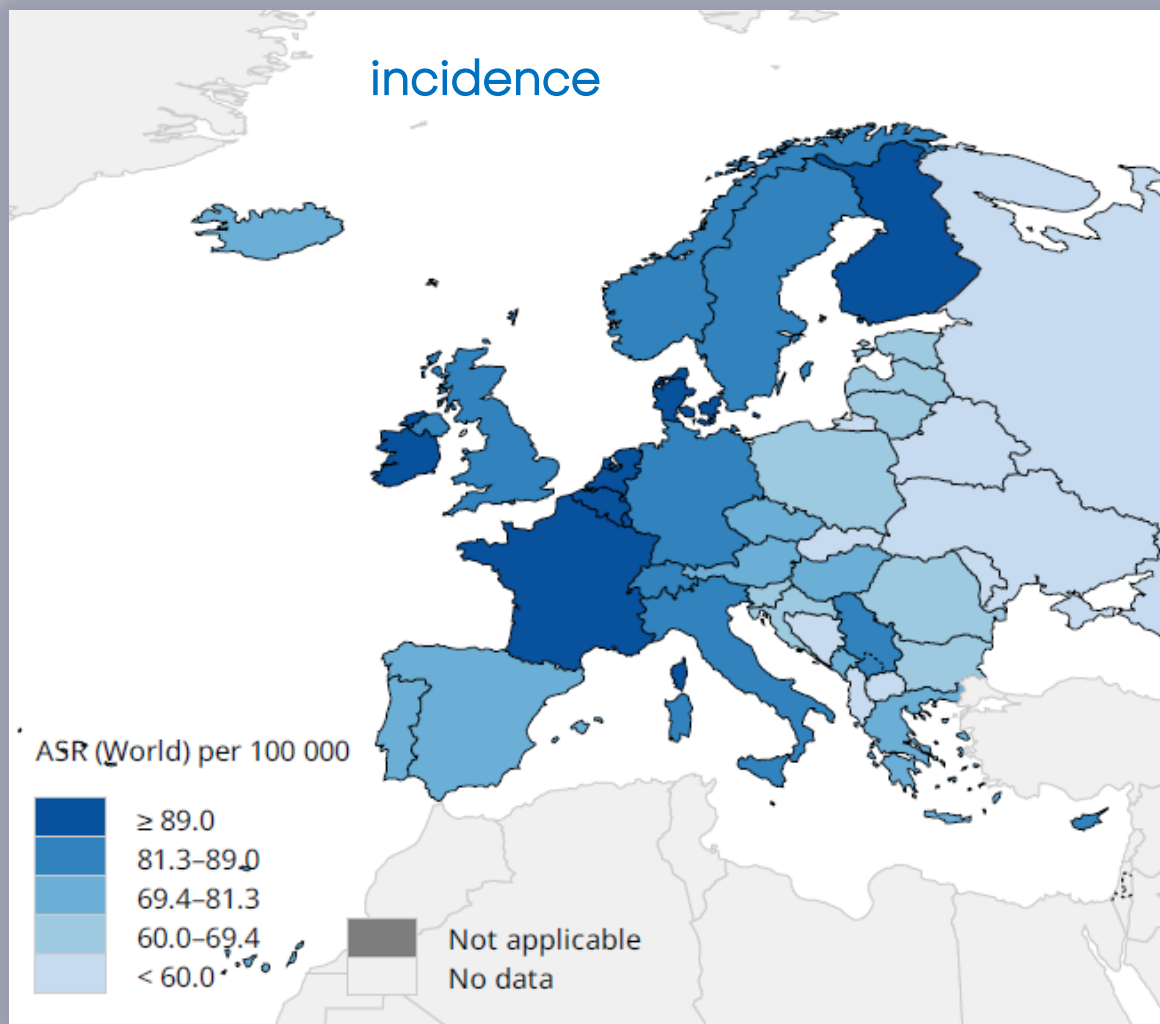 incidence
ASR (World) per 100 000
≥ 89.0
81.3–89.0
69.4–81.3
60.0–69.4
< 60.0
Not applicable
No data